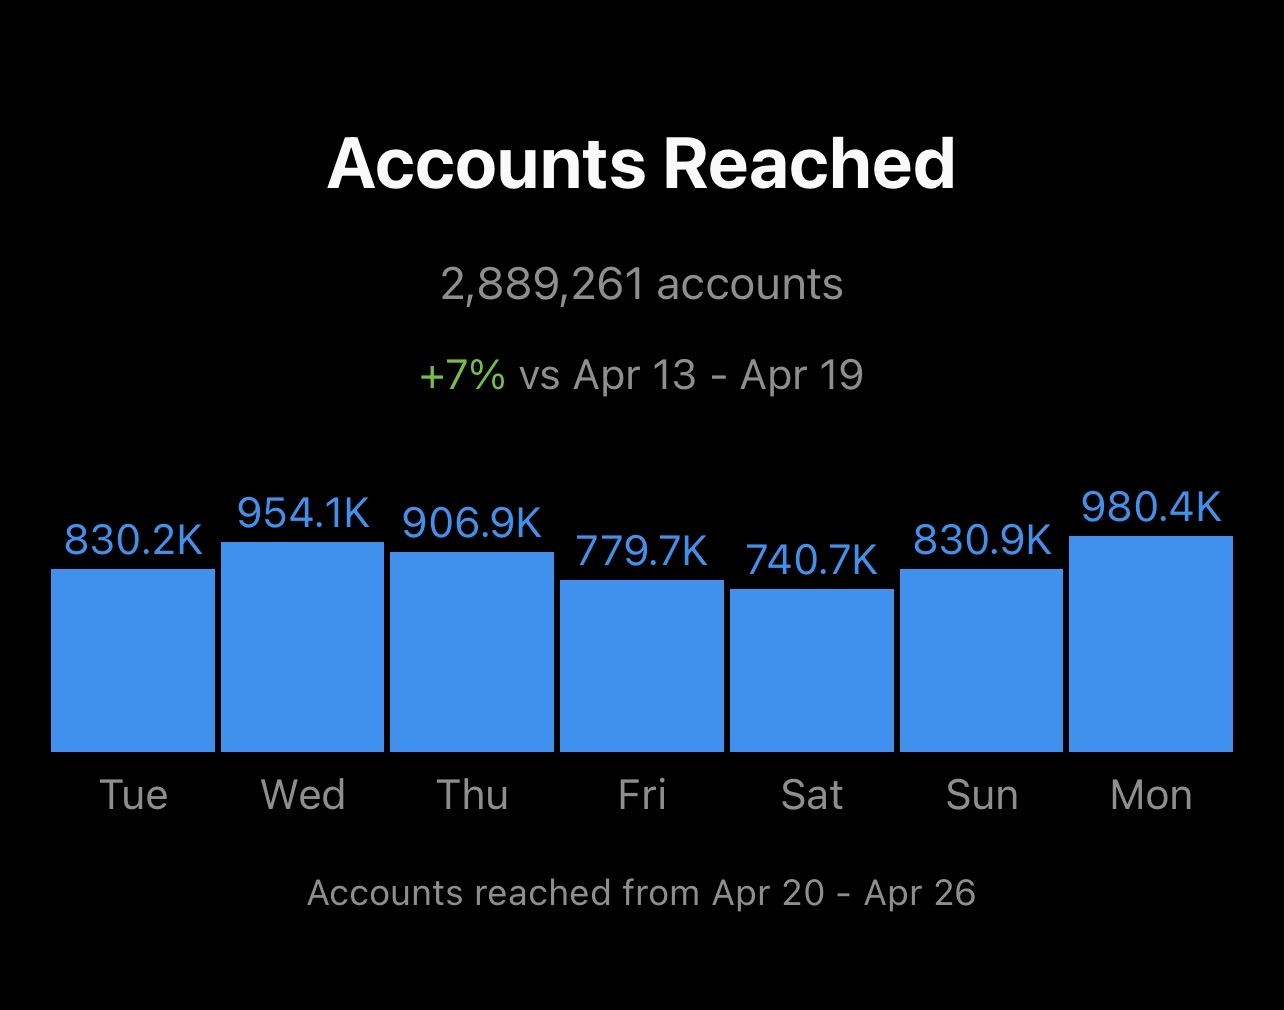 Accounts Reached
2,889,261 accounts
+7% vs Apr 13 - Apr 19
830.2K 954.1K 906.9K 779.7K 740.7K 830.9K 980.4K
Tue Wed Thu Fri Sat Sun Mon
Accounts reached from Apr 20 - Apr 26